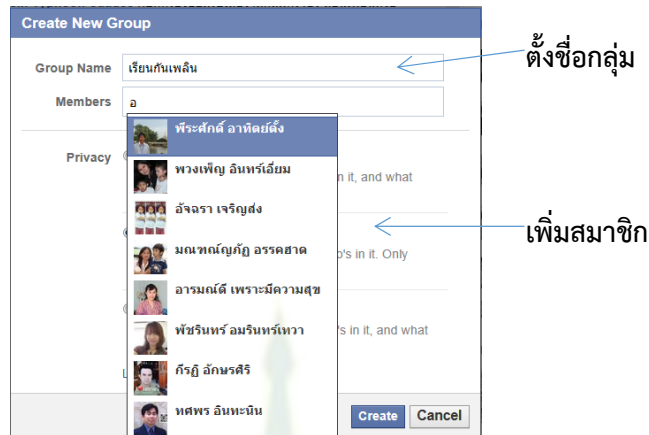 Create New Group
Group Name
เรียนกันเพลิน
ตั้งชื่อกลุ่ม
Members
อ
พีระศักดิ์ อาทิตย์ตั้ง
Privacy
พวงเพ็ญ อินทร์เอี่ยม
n it, and what
อัจฉรา เจริญส่ง
เพิ่มสมาชิก
มณฑณ์ญภัฏ อรรคฮาด
o's in it. Only
อารมณ์ดี เพราะมีความสุข
พัชรินทร์ อมรินทร์เทวา
's in it, and what
กีรฏิ อักษรศิริ
L
ทศพร อินทะนิน
Create
Cancel